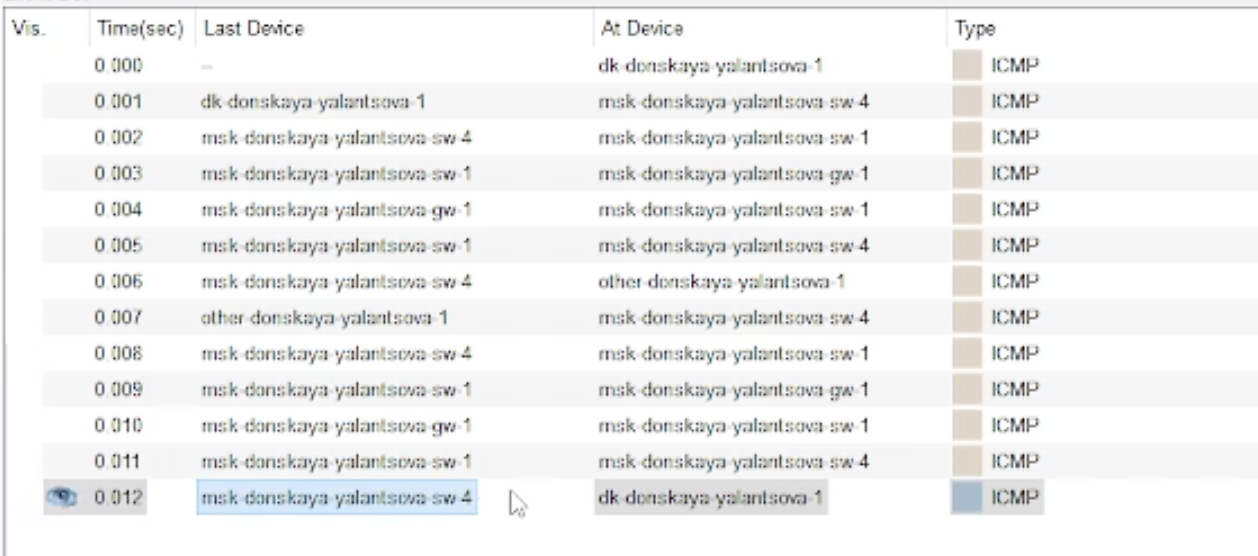 Vis. Time(sec) Last Device At Device Type
0.000 -- dk-donskaya-yalantsova-1 ICMP
0.001 dk-donskaya-yalantsova-1 msk-donskaya-yalantsova-sw-4 ICMP
0.002 msk-donskaya-yalantsova-sw-4 msk-donskaya-yalantsova-sw-1 ICMP
0.003 msk-donskaya-yalantsova-sw-1 msk-donskaya-yalantsova-gw-1 ICMP
0.004 msk-donskaya-yalantsova-gw-1 msk-donskaya-yalantsova-sw-1 ICMP
0.005 msk-donskaya-yalantsova-sw-1 msk-donskaya-yalantsova-sw-4 ICMP
0.006 msk-donskaya-yalantsova-sw-4 other-donskaya-yalantsova-1 ICMP
0.007 other-donskaya-yalantsova-1 msk-donskaya-yalantsova-sw-4 ICMP
0.008 msk-donskaya-yalantsova-sw-4 msk-donskaya-yalantsova-sw-1 ICMP
0.009 msk-donskaya-yalantsova-sw-1 msk-donskaya-yalantsova-gw-1 ICMP
0.010 msk-donskaya-yalantsova-gw-1 msk-donskaya-yalantsova-sw-1 ICMP
0.011 msk-donskaya-yalantsova-sw-1 msk-donskaya-yalantsova-sw-4 ICMP
0.012 msk-donskaya-yalantsova-sw-4 dk-donskaya-yalantsova-1 ICMP